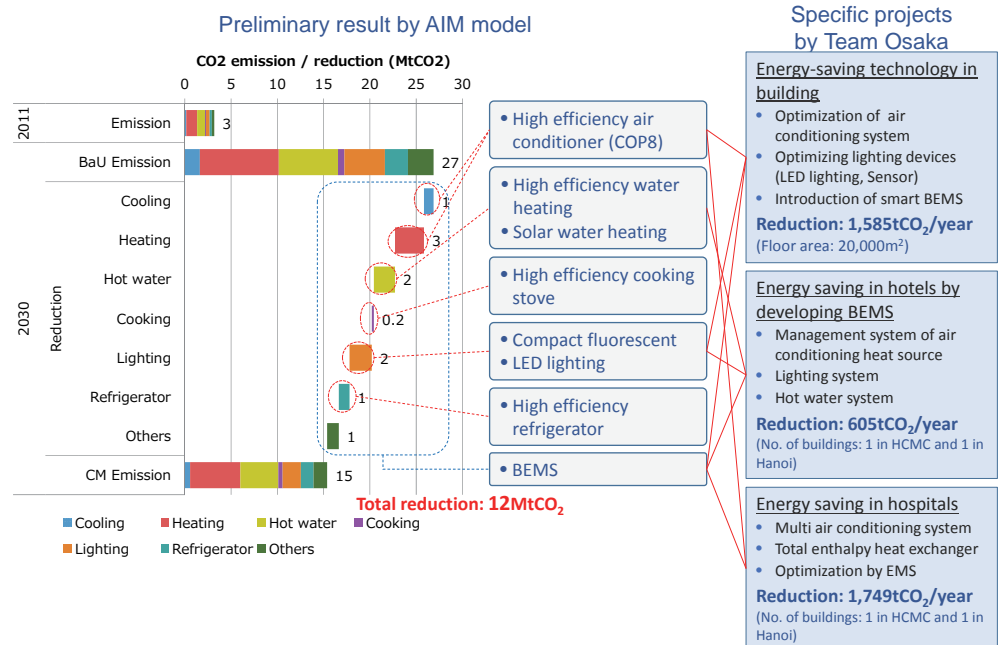 Preliminary result by AIM model
CO2 emission / reduction (MtCO2)
0 5 10 15 20 25 30
2011
Emission
3
2030
BaU Emission
27
Reduction
Cooling
1
Heating
3
Hot water
2
Cooking
0.2
Lighting
2
Refrigerator
1
Others
1
CM Emission
15
Total reduction: 12MtCO₂
Cooling Heating Hot water Cooking
Lighting Refrigerator Others
• High efficiency air
conditioner (COP8)
• High efficiency water
heating
• Solar water heating
• High efficiency cooking
stove
• Compact fluorescent
• LED lighting
• High efficiency
refrigerator
• BEMS
Specific projects
by Team Osaka
Energy-saving technology in
building
• Optimization of air
conditioning system
• Optimizing lighting devices
(LED lighting, Sensor)
• Introduction of smart BEMS
Reduction: 1,585tCO₂/year
(Floor area: 20,000m²)
Energy saving in hotels by
developing BEMS
• Management system of air
conditioning heat source
• Lighting system
• Hot water system
Reduction: 605tCO₂/year
(No. of buildings: 1 in HCMC and 1 in
Hanoi)
Energy saving in hospitals
• Multi air conditioning system
• Total enthalpy heat exchanger
• Optimization by EMS
Reduction: 1,749tCO₂/year
(No. of buildings: 1 in HCMC and 1 in
Hanoi)